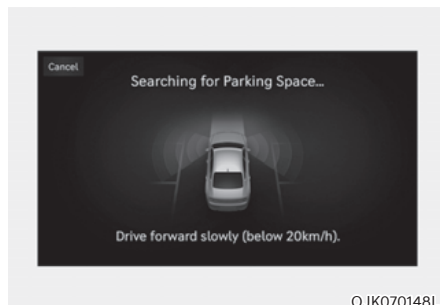 Cancel
Searching for Parking Space...
Drive forward slowly (below 20km/h).
OJK070148L